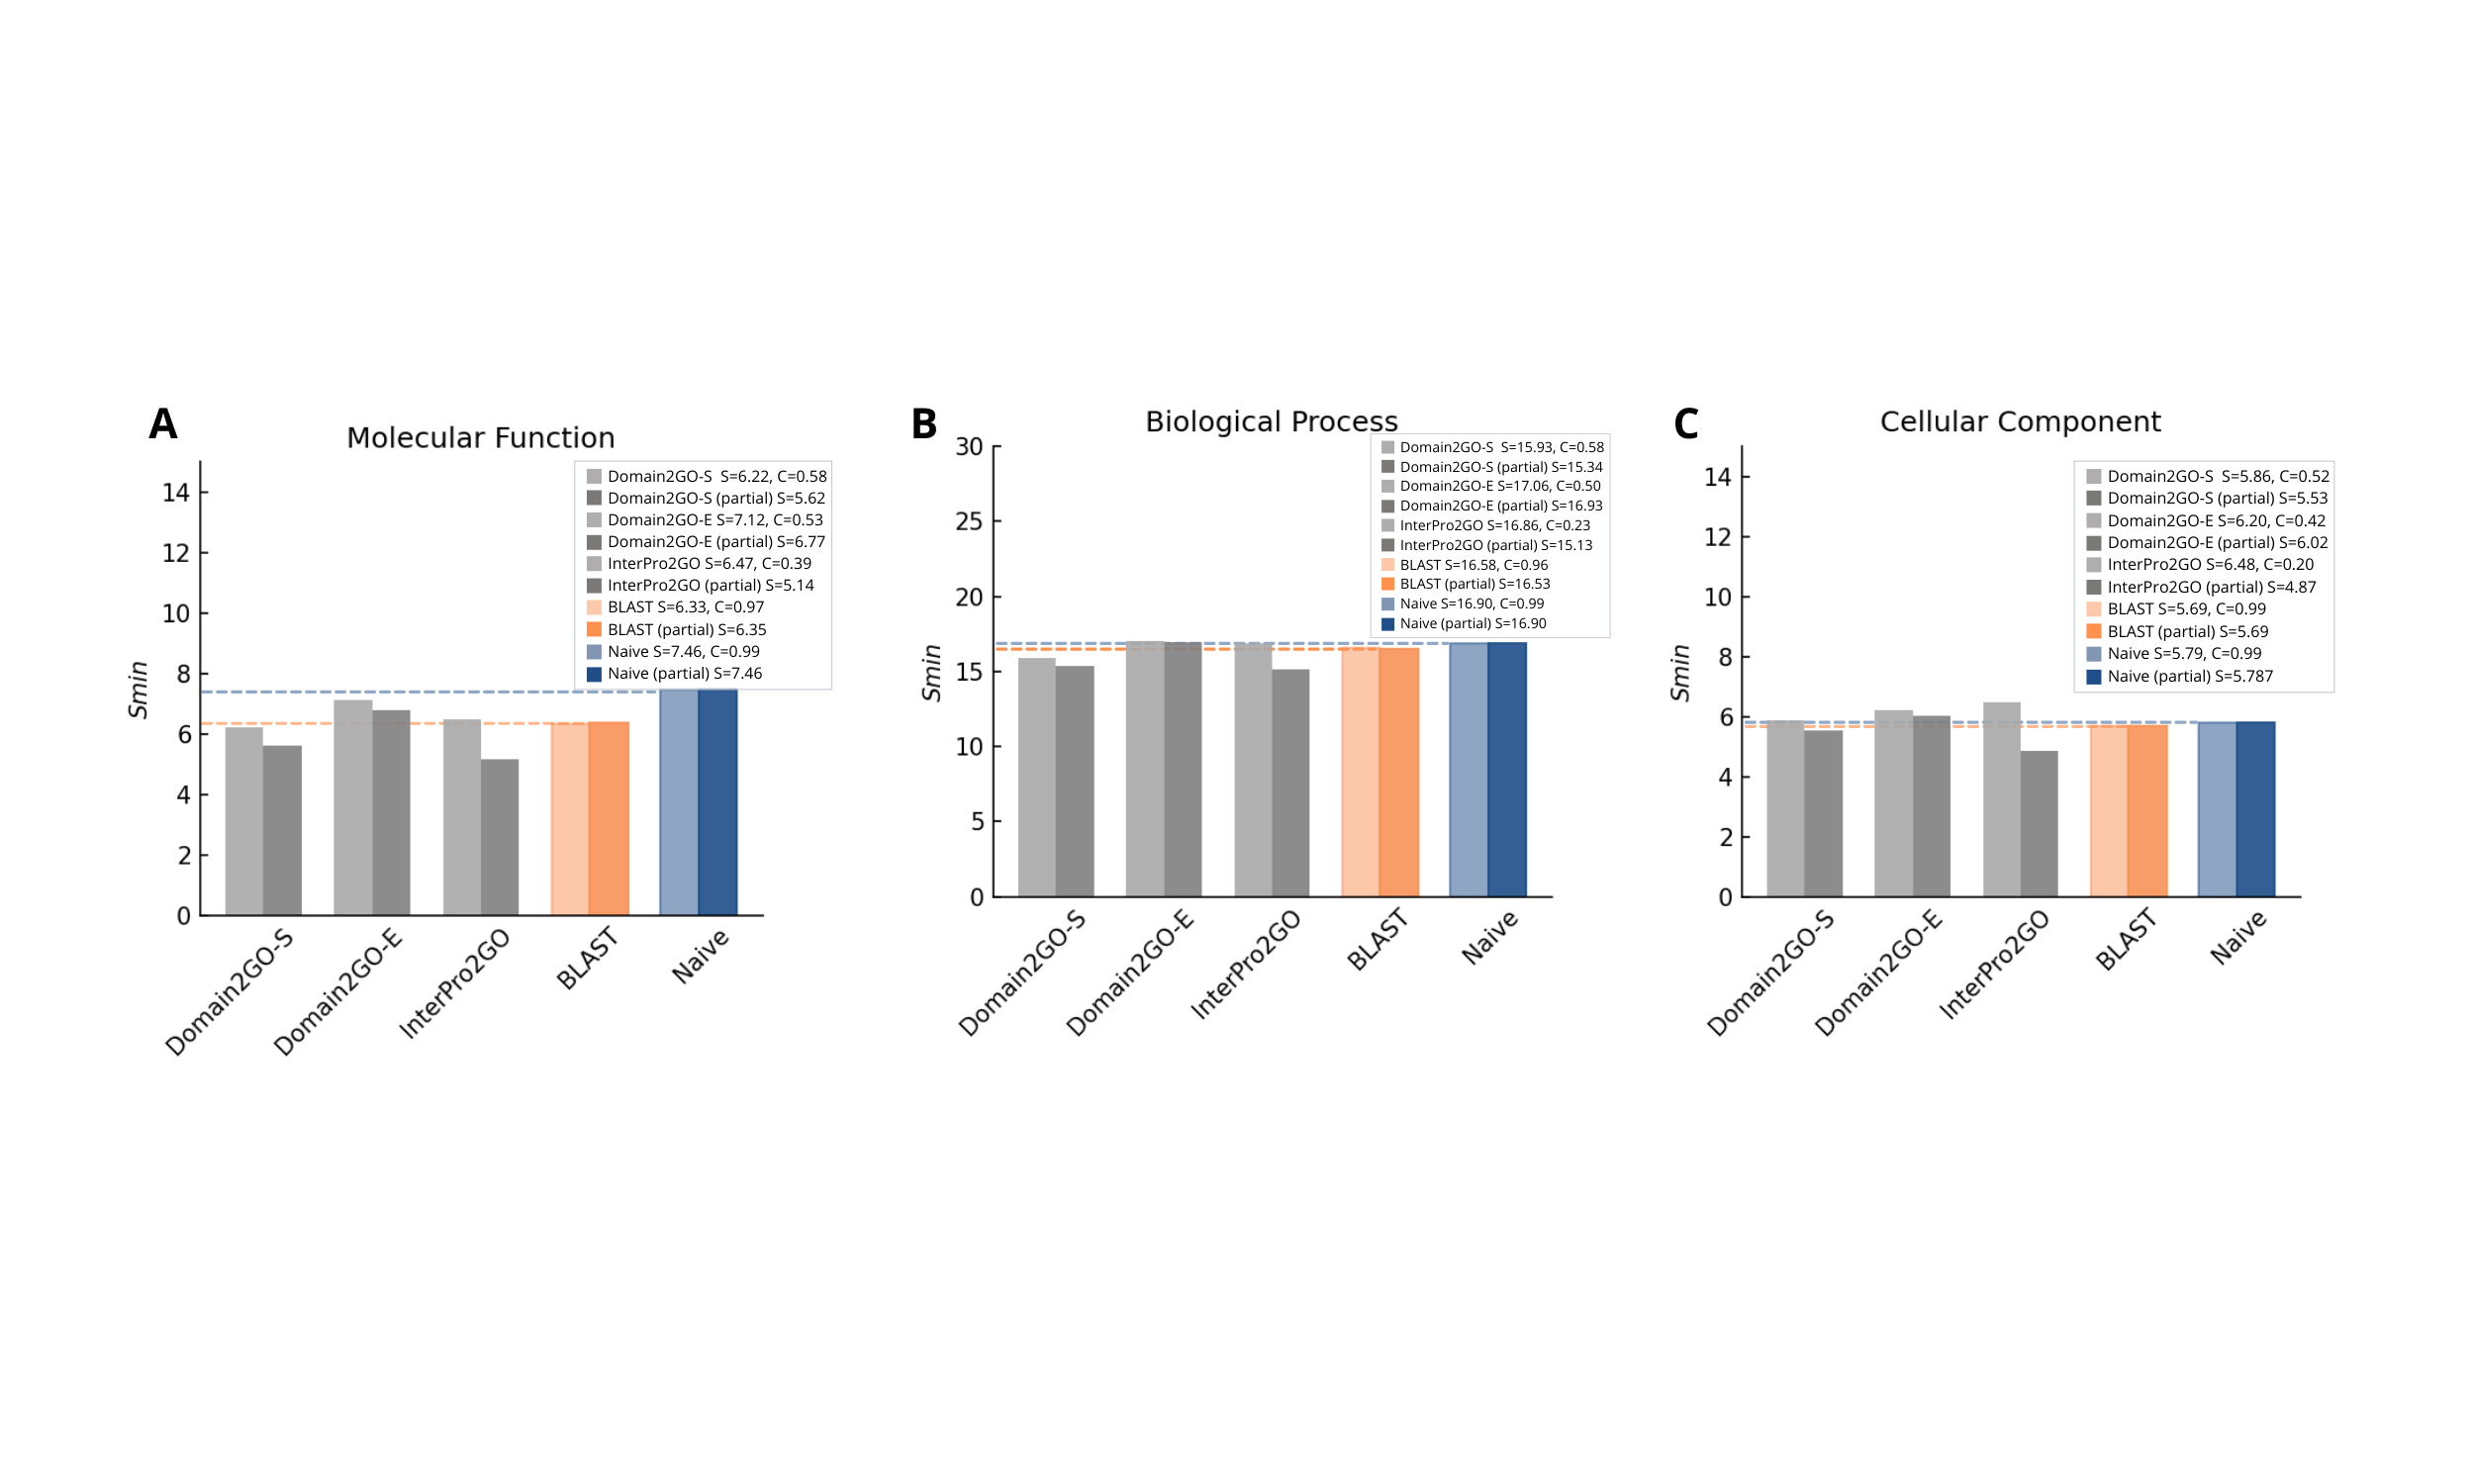 A
Molecular Function
Smin
14
12
10
8
6
4
2
0
Domain2GO-S S=6.22, C=0.58
Domain2GO-S (partial) S=5.62
Domain2GO-E S=7.12, C=0.53
Domain2GO-E (partial) S=6.77
InterPro2GO S=6.47, C=0.39
InterPro2GO (partial) S=5.14
BLAST S=6.33, C=0.97
BLAST (partial) S=6.35
Naive S=7.46, C=0.99
Naive (partial) S=7.46
Domain2GO-S
Domain2GO-E
InterPro2GO
BLAST
Naive
B
Biological Process
Smin
30
25
20
15
10
5
0
Domain2GO-S S=15.93, C=0.58
Domain2GO-S (partial) S=15.34
Domain2GO-E S=17.06, C=0.50
Domain2GO-E (partial) S=16.93
InterPro2GO S=16.86, C=0.23
InterPro2GO (partial) S=15.13
BLAST S=16.58, C=0.96
BLAST (partial) S=16.53
Naive S=16.90, C=0.99
Naive (partial) S=16.90
Domain2GO-S
Domain2GO-E
InterPro2GO
BLAST
Naive
C
Cellular Component
Smin
14
12
10
8
6
4
2
0
Domain2GO-S S=5.86, C=0.52
Domain2GO-S (partial) S=5.53
Domain2GO-E S=6.20, C=0.42
Domain2GO-E (partial) S=6.02
InterPro2GO S=6.48, C=0.20
InterPro2GO (partial) S=4.87
BLAST S=5.69, C=0.99
BLAST (partial) S=5.69
Naive S=5.79, C=0.99
Naive (partial) S=5.787
Domain2GO-S
Domain2GO-E
InterPro2GO
BLAST
Naive